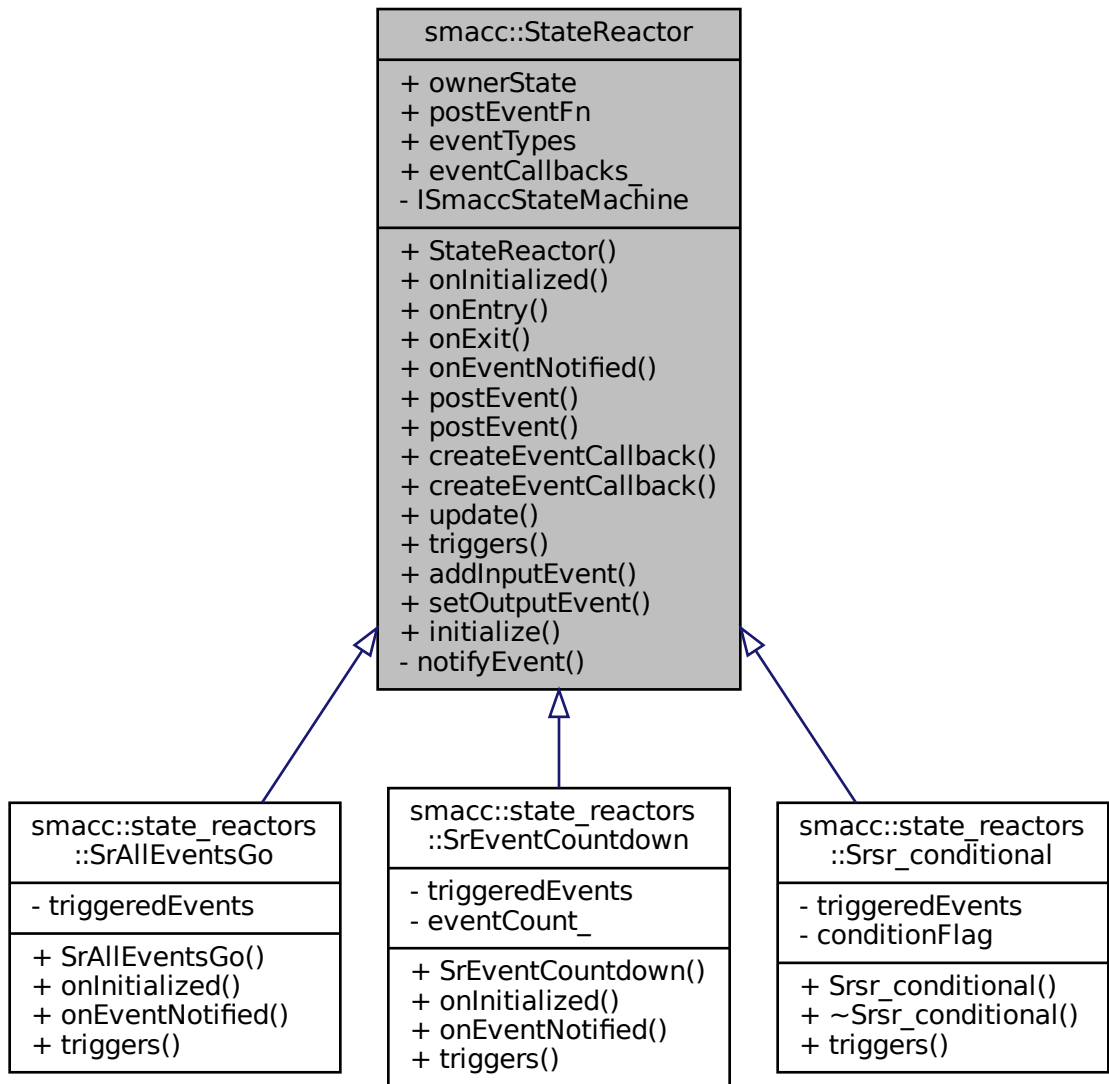 smacc::StateReactor
+ ownerState
+ postEventFn
+ eventTypes
+ eventCallbacks_
- ISmaccStateMachine
+ StateReactor()
+ onInitialized()
+ onEntry()
+ onExit()
+ onEventNotified()
+ postEvent()
+ postEvent()
+ createEventCallback()
+ createEventCallback()
+ update()
+ triggers()
+ addInputEvent()
+ setOutputEvent()
+ initialize()
- notifyEvent()
smacc::state_reactors
::SrAllEventsGo
- triggeredEvents
+ SrAllEventsGo()
+ onInitialized()
+ onEventNotified()
+ triggers()
smacc::state_reactors
::SrEventCountdown
- triggeredEvents
- eventCount_
+ SrEventCountdown()
+ onInitialized()
+ onEventNotified()
+ triggers()
smacc::state_reactors
::Srsr_conditional
- triggeredEvents
- conditionFlag
+ Srsr_conditional()
+ ~Srsr_conditional()
+ triggers()